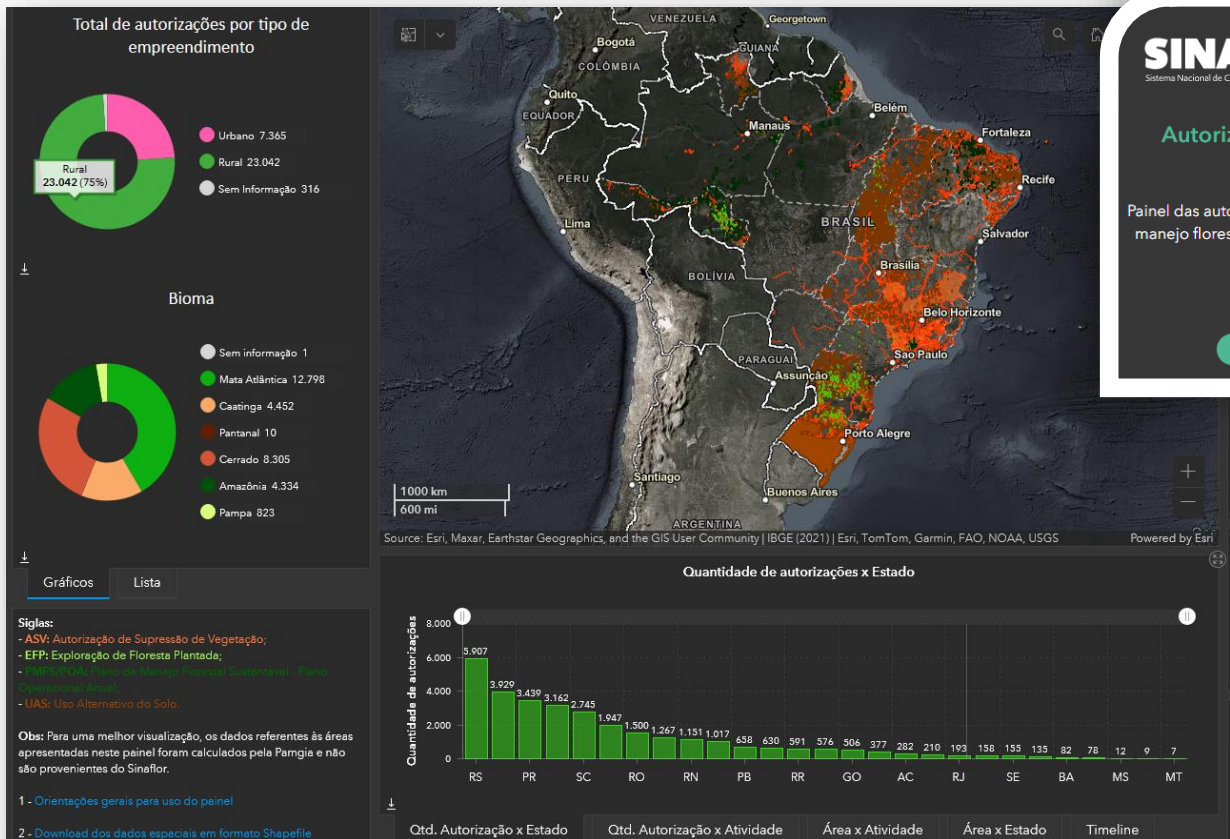 Total de autorizações por tipo de
empreendimento
Urbano 7.365
Rural 23.042
Sem Informação 316
Rural
23.042 (75%)
Bioma
Sem informação 1
Mata Atlântica 12.798
Caatinga 4.452
Pantanal 10
Cerrado 8.305
Amazônia 4.334
Pampa 823
Gráficos
Lista
Siglas:
- ASV: Autorização de Supressão de Vegetação;
- EFP: Exploração de Floresta Plantada;
- PMFS/POA: Plano de Manejo Florestal Sustentável - Plano
Operacional Anual;
- UAS: Uso Alternativo do Solo.
Obs: Para uma melhor visualização, os dados referentes às áreas
apresentadas neste painel foram calculados pela Pamgia e não
são provenientes do Sinaflor.
1 - Orientações gerais para uso do painel
2 - Download dos dados espaciais em formato Shapefile
VENEZUELA
Georgetown
Bogotá
GUIANA
COLÔMBIA
Quito
EQUADOR
Belém
Manaus
Fortaleza
PERU
Recife
Lima
BRASIL
Salvador
Brasília
BOLÍVIA
Belo Horizonte
PARAGUAI
Sao Paulo
Assunção
Porto Alegre
Santiago
Buenos Aires
ARGENTINA
1000 km
600 mi
Source: Esri, Maxar, Earthstar Geographics, and the GIS User Community | IBGE (2021) | Esri, TomTom, Garmin, FAO, NOAA, USGS
Powered by Esri
SINA
Sistema Nacional de C
Autoriz
Painel das auto
manejo flores
Quantidade de autorizações x Estado
Quantidade de autorizações
8.000
6.000
4.000
2.000
0
5.907 3.929 3.439 3.162 2.745 1.947 1.500 1.267 1.151 1.017 658 630 591 576 506 377 282 210 193 158 155 135 82 78 12 9 7
RS PR SC RO RN PB RR GO AC RJ SE BA MS MT
Qtd. Autorização x Estado
Qtd. Autorização x Atividade
Área x Atividade
Área x Estado
Timeline